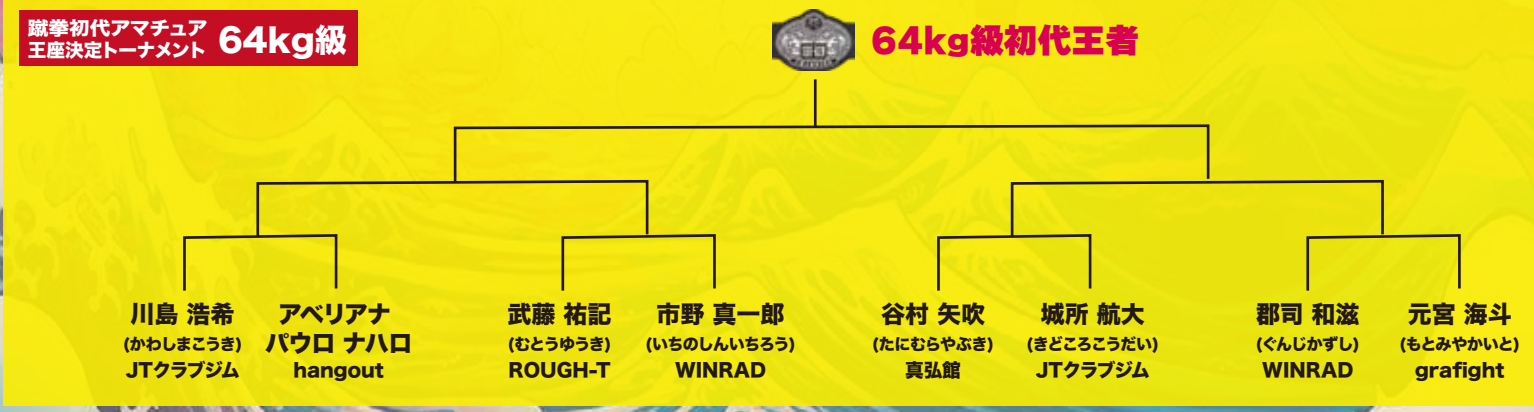 蹴拳初代アマチュア
王座決定トーナメント 64kg級
64kg級初代王者
川島 浩希
(かわしまこうき)
JTクラブジム
アベリアナ
パウロ ナハロ
hangout
武藤 祐記
(むとうゆうき)
ROUGH-T
市野 真一郎
(いちのしんいちろう)
WINRAD
谷村 矢吹
(たにむらやぶき)
真弘館
城所 航大
(きどころこうだい)
JTクラブジム
郡司 和滋
(ぐんじかずし)
WINRAD
元宮 海斗
(もとみやかいと)
grafight